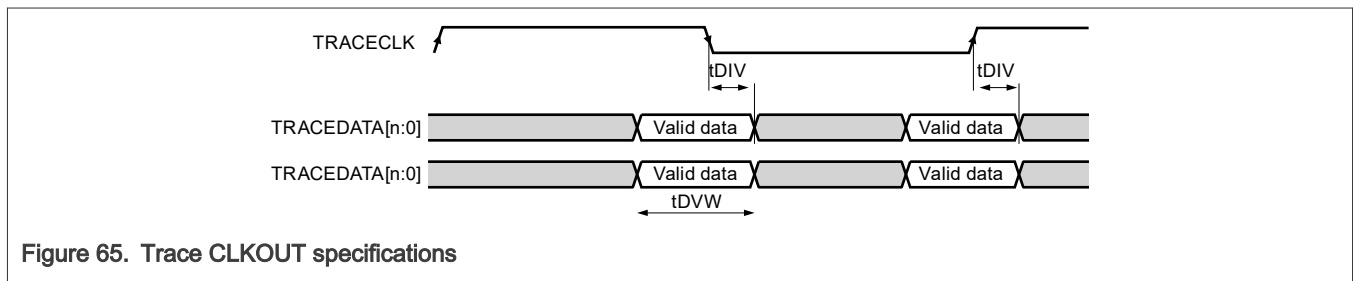 TRACECLK
tDIV tDIV
TRACEDATA[n:0] Valid data Valid data
TRACEDATA[n:0] Valid data Valid data
tDVW
Figure 65. Trace CLKOUT specifications